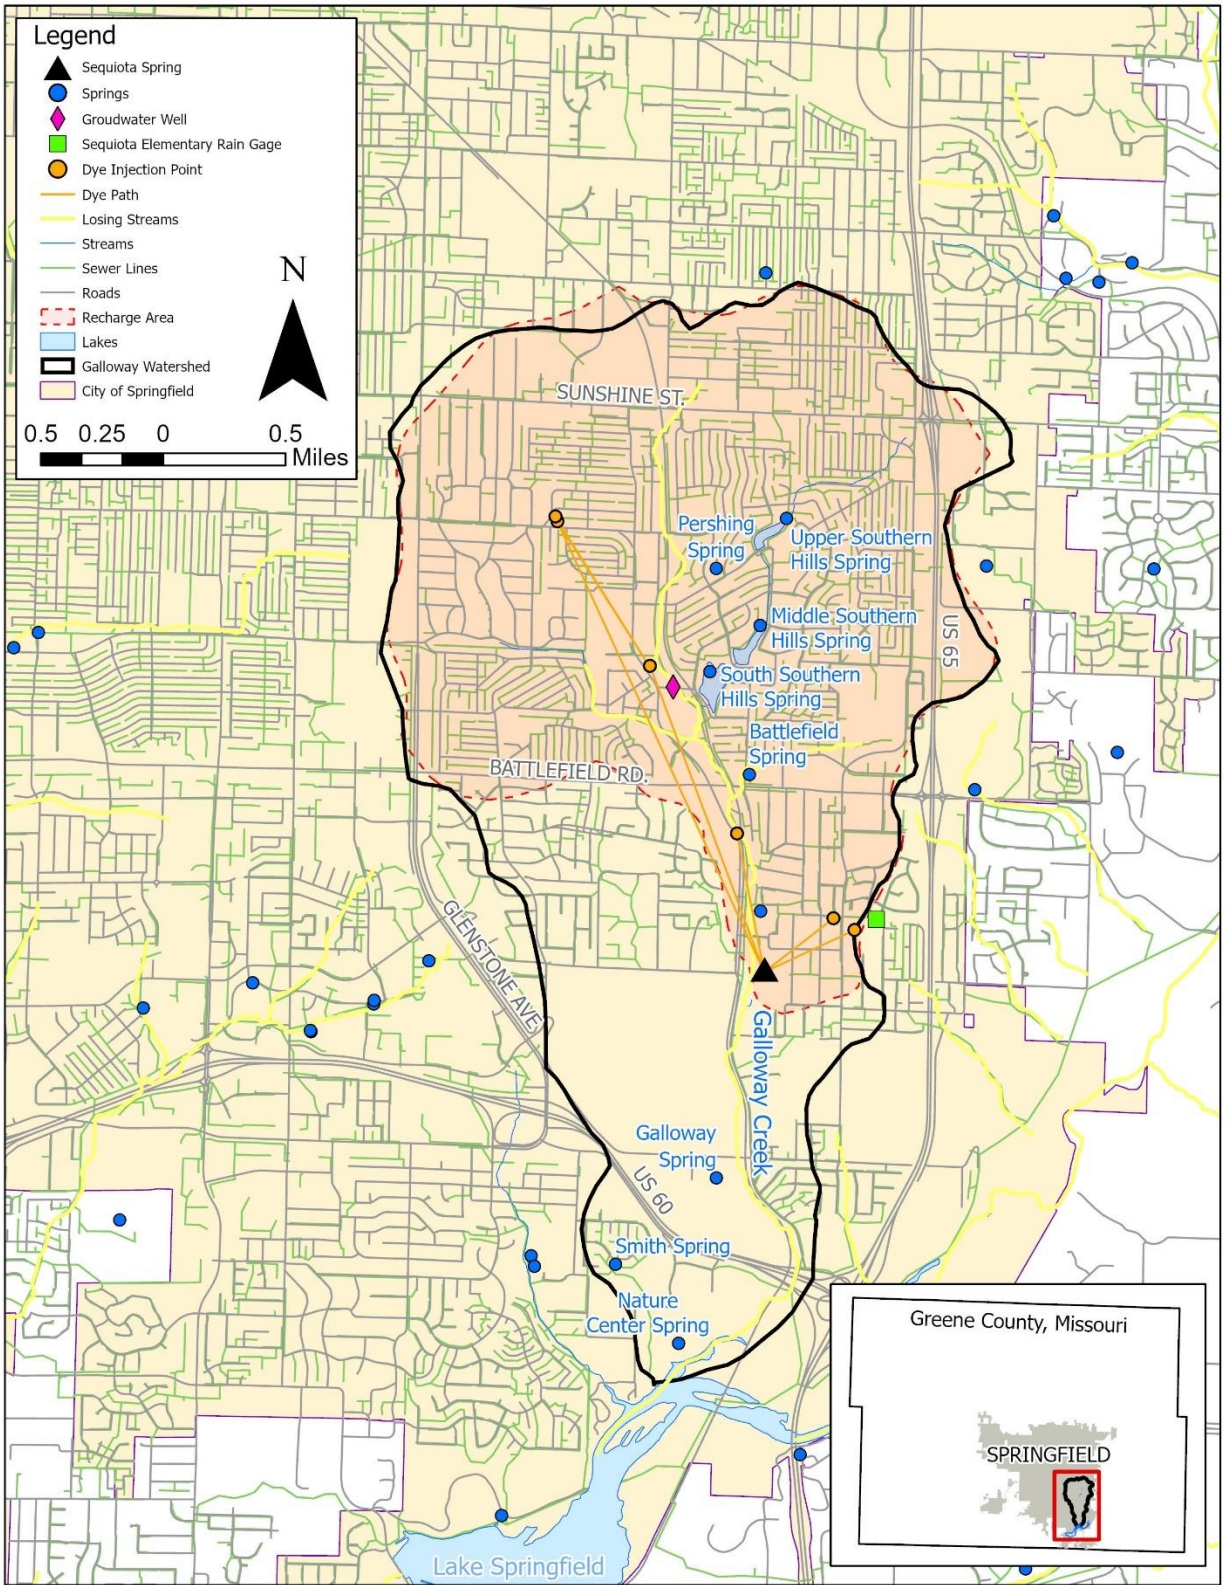 Legend
Sequiota Spring
Springs
Groudwater Well
Sequiota Elementary Rain Gage
Dye Injection Point
Dye Path
Losing Streams
Streams
Sewer Lines
Roads
Recharge Area
Lakes
Galloway Watershed
City of Springfield
N
0.5 0.25 0 0.5
Miles
SUNSHINE ST.
Pershing
Spring
Upper Southern
Hills Spring
Middle Southern
Hills Spring
US 65
South Southern
Hills Spring
Battlefield
Spring
BATTLEFIELD RD.
GLENSTONE AVE
Galloway Creek
Galloway
Spring
US 60
Smith Spring
Nature
Center Spring
Lake Springfield
Greene County, Missouri
SPRINGFIELD